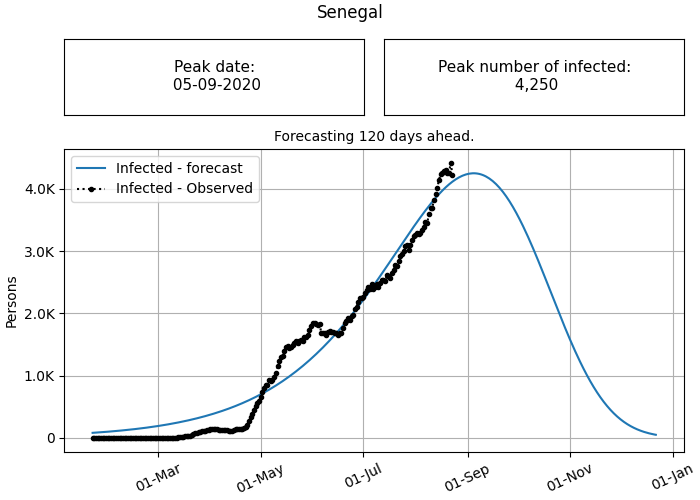 Senegal
Peak date:
05-09-2020
Peak number of infected:
4,250
Forecasting 120 days ahead.
Infected - forecast
Infected - Observed
4.0K
3.0K
2.0K
1.0K
0
Persons
01-Mar
01-May
01-Jul
01-Sep
01-Nov
01-Jan